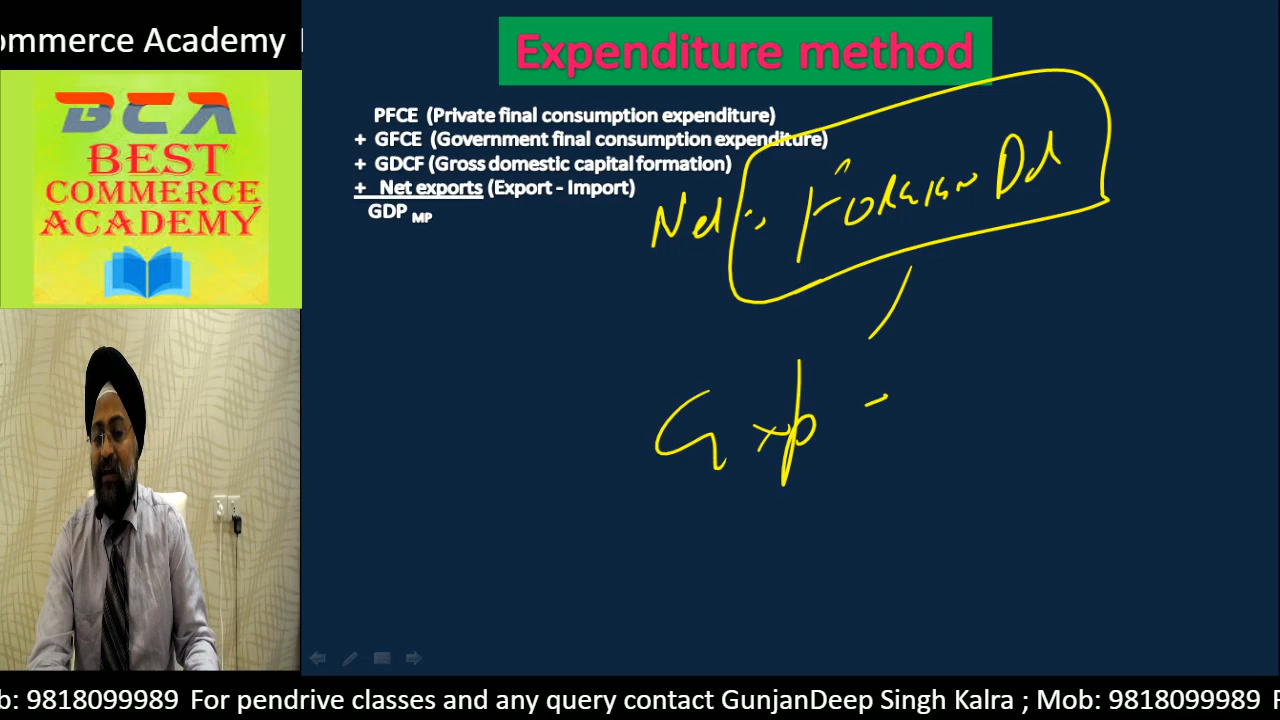 ommerce Academy
Expenditure method
BCA
BEST
COMMERCE
ACADEMY
PFCE (Private final consumption expenditure)
+ GFCE (Government final consumption expenditure)
+ GDCF (Gross domestic capital formation)
+ Net exports (Export - Import)
GDP MP
Net
Foreign Dd
Exp -
b: 9818099989 For pendrive classes and any query contact GunjanDeep Singh Kalra ; Mob: 9818099989 F